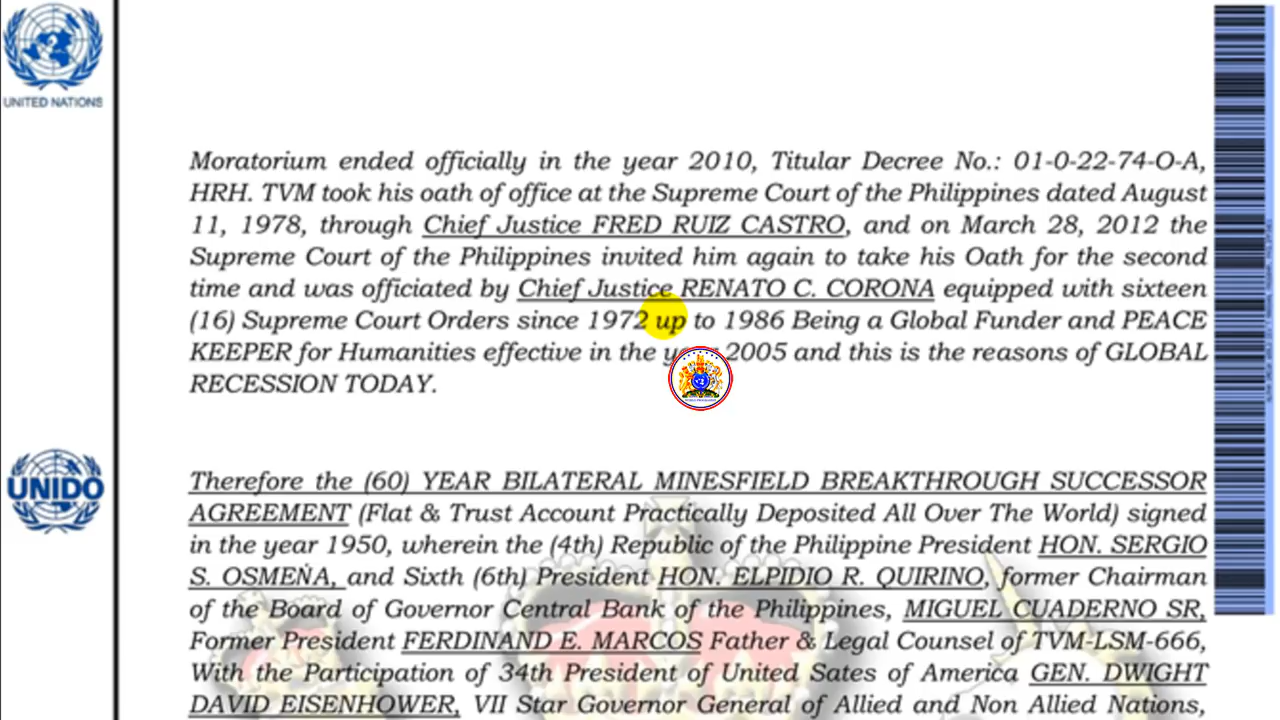 UNITED NATIONS
Moratorium ended officially in the year 2010, Titular Decree No.: 01-0-22-74-O-A,
HRH. TVM took his oath of office at the Supreme Court of the Philippines dated August
11, 1978, through Chief Justice FRED RUIZ CASTRO, and on March 28, 2012 the
Supreme Court of the Philippines invited him again to take his Oath for the second
time and was officiated by Chief Justice RENATO C. CORONA equipped with sixteen
(16) Supreme Court Orders since 1972 up to 1986 Being a Global Funder and PEACE
KEEPER for Humanities effective in the 2005 and this is the reasons of GLOBAL
RECESSION TODAY.
UNIDO
Therefore the (60) YEAR BILATERAL MINESFIELD BREAKTHROUGH SUCCESSOR
AGREEMENT (Flat & Trust Account Practically Deposited All Over The World) signed
in the year 1950, wherein the (4th) Republic of the Philippine President HON. SERGIO
S. OSMEṄA, and Sixth (6th) President HON. ELPIDIO R. QUIRINO, former Chairman
of the Board of Governor Central Bank of the Philippines, MIGUEL CUADERNO SR,
Former President FERDINAND E. MARCOS Father & Legal Counsel of TVM-LSM-666,
With the Participation of 34th President of United Sates of America GEN. DWIGHT
DAVID EISENHOWER, VII Star Governor General of Allied and Non Allied Nations,